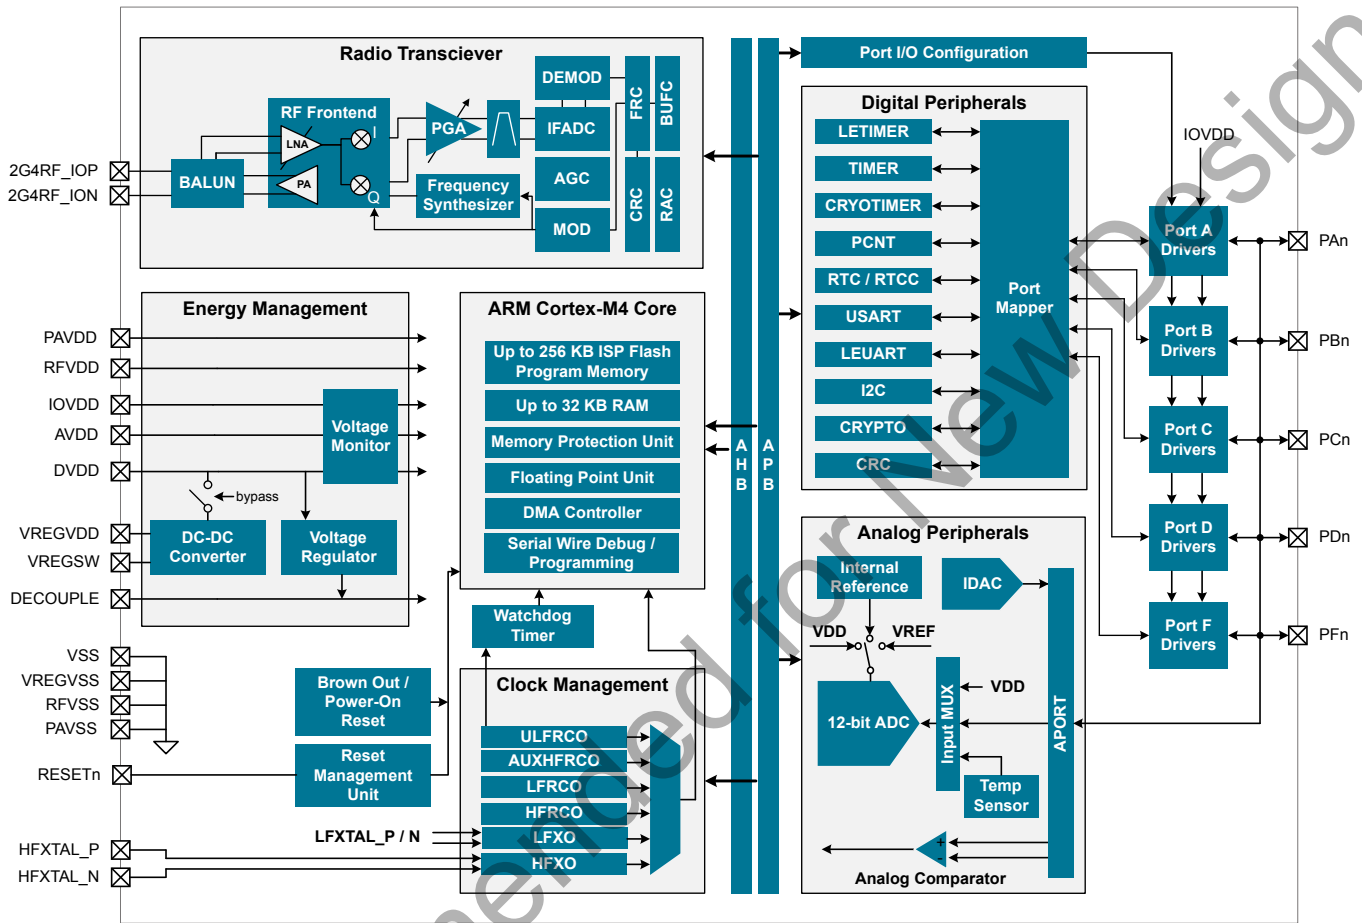 Radio Transciever
RF Frontend
LNA
PA
I
Q
BALUN
PGA
DEMOD
IFADC
AGC
MOD
Frequency
Synthesizer
FRC
BUFC
CRC
RAC
2G4RF_IOP
2G4RF_ION
Energy Management
PAVDD
RFVDD
IOVDD
AVDD
DVDD
VREGVDD
VREGSW
DECOUPLE
Voltage
Monitor
bypass
DC-DC
Converter
Voltage
Regulator
VSS
VREGVSS
RFVSS
PAVSS
RESETn
HFXTAL_P
HFXTAL_N
Brown Out /
Power-On
Reset
Reset
Management
Unit
LFXTAL_P / N
ARM Cortex-M4 Core
Up to 256 KB ISP Flash
Program Memory
Up to 32 KB RAM
Memory Protection Unit
Floating Point Unit
DMA Controller
Serial Wire Debug /
Programming
Watchdog
Timer
Clock Management
ULFRCO
AUXHFRCO
LFRCO
HFRCO
LFXO
HFXO
AHB
APB
Port I/O Configuration
Digital Peripherals
LETIMER
TIMER
CRYOTIMER
PCNT
RTC / RTCC
USART
LEUART
I2C
CRYPTO
CRC
Port
Mapper
Analog Peripherals
Internal
Reference
IDAC
VDD
VREF
12-bit ADC
Input MUX
VDD
APORT
Temp
Sensor
+
-
Analog Comparator
IOVDD
Port A
Drivers
Port B
Drivers
Port C
Drivers
Port D
Drivers
Port F
Drivers
PAn
PBn
PCn
PDn
PFn
ended for New Design